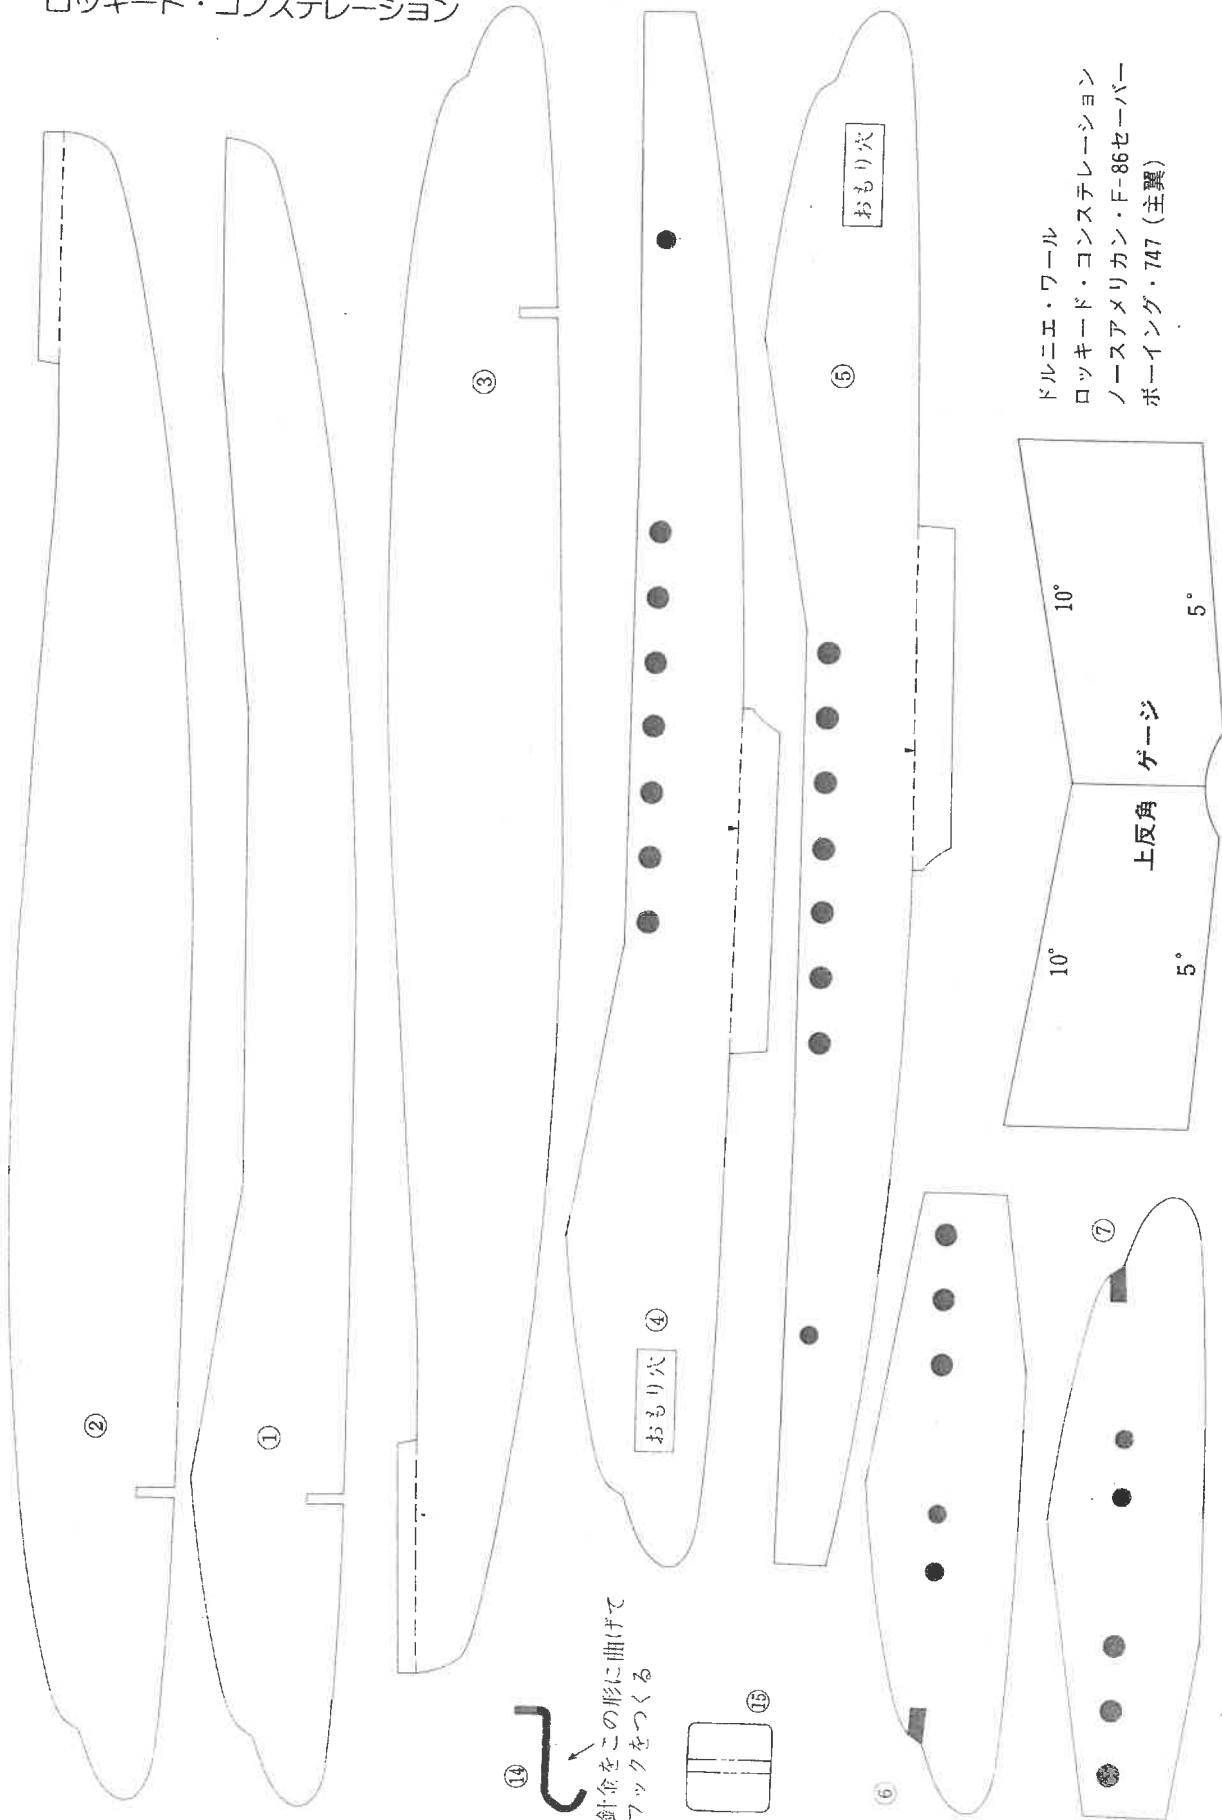 ロッキード・コンステレーション
②
①
③
④
おもり穴
おもり穴
⑤
⑥
⑦
⑭
針金をこの形に曲げて
フックをつくる
⑮
ドルニエ・ワール
ロッキード・コンステレーション
ノースアメリカン・F-86セーバー
ボーイング・747 (主翼)
10°
10°
上反角 ゲージ
5°
5°